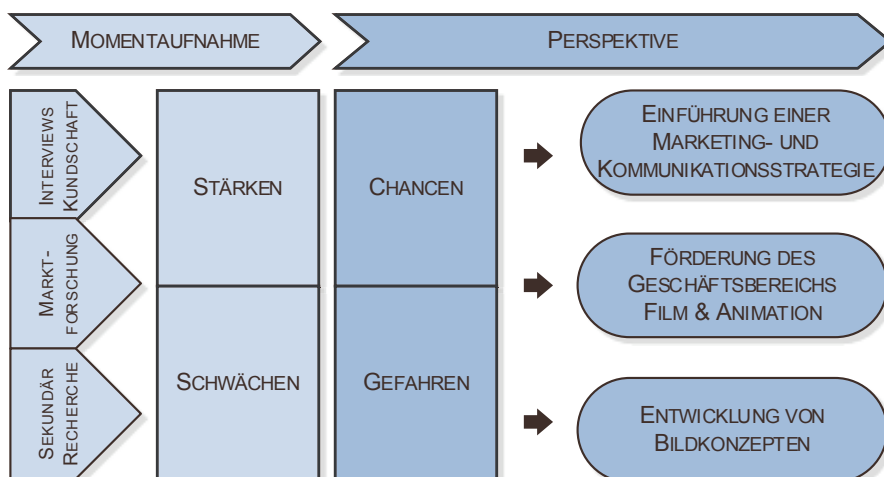 MOMENTAUFNAHME
PERSPEKTIVE
INTERVIEWS
KUNDSCHAFT
MARKT-
FORSCHUNG
SEKUNDÄR
RECHERCHE
STÄRKEN
SCHWÄCHEN
CHANCEN
GEFAHREN
EINFÜHRUNG EINER
MARKETING- UND
KOMMUNIKATIONSSTRATEGIE
FÖRDERUNG DES
GESCHÄFTSBEREICHS
FILM & ANIMATION
ENTWICKLUNG VON
BILDKONZEPTEN